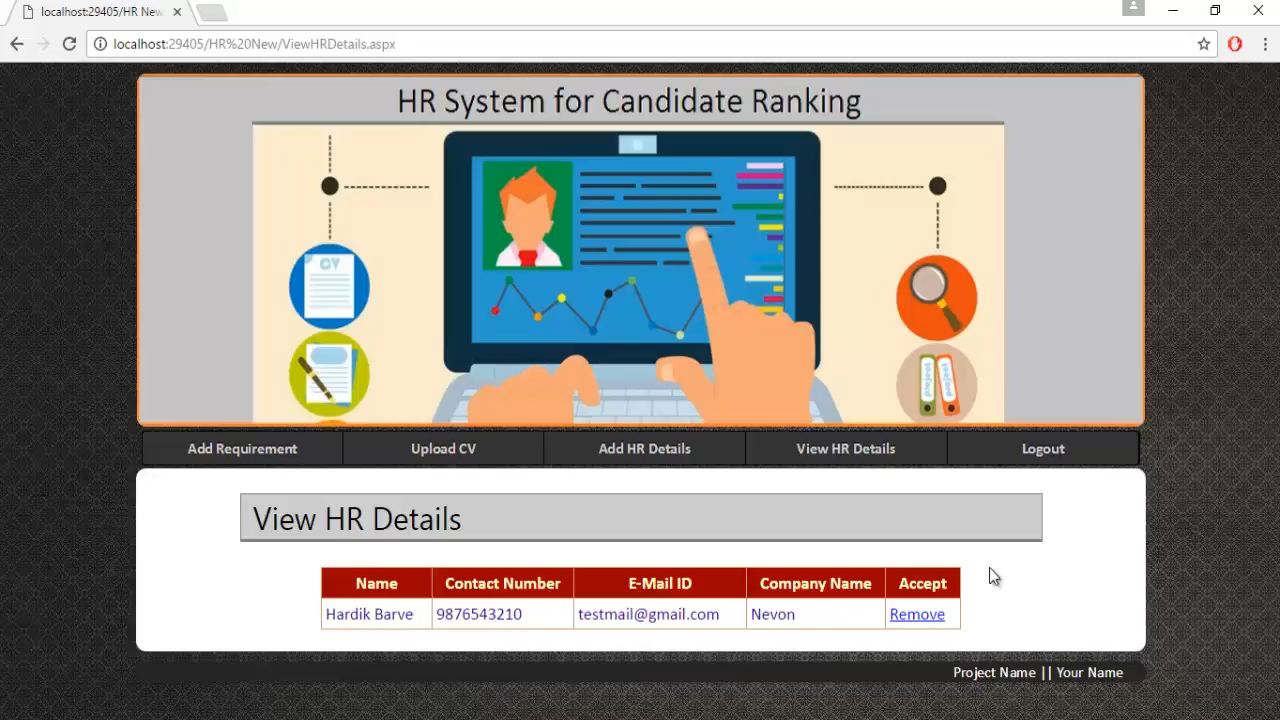 localhost:29405/HR New
localhost:29405/HR%20New/ViewHRDetails.aspx
HR System for Candidate Ranking
CV
Add Requirement
Upload CV
Add HR Details
View HR Details
Logout
View HR Details
Name Contact Number E-Mail ID Company Name Accept
Hardik Barve 9876543210 testmail@gmail.com Nevon Remove
Project Name || Your Name